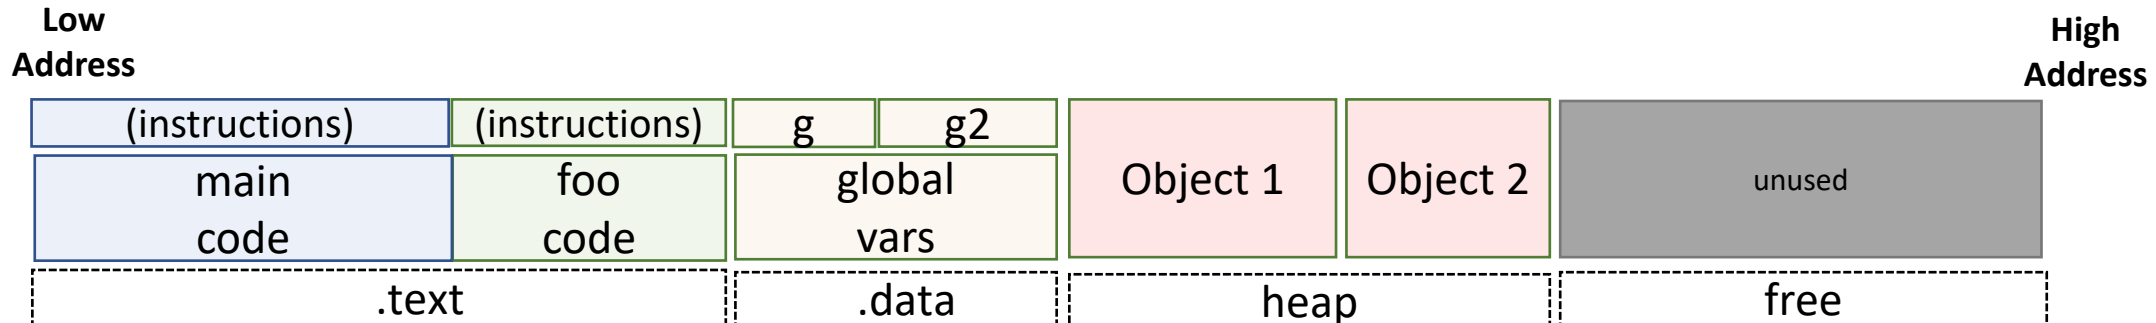 Low
Address
High
Address
(instructions) (instructions) g g2
main
code
foo
code
global
vars
Object 1
Object 2
unused
.text .data heap free